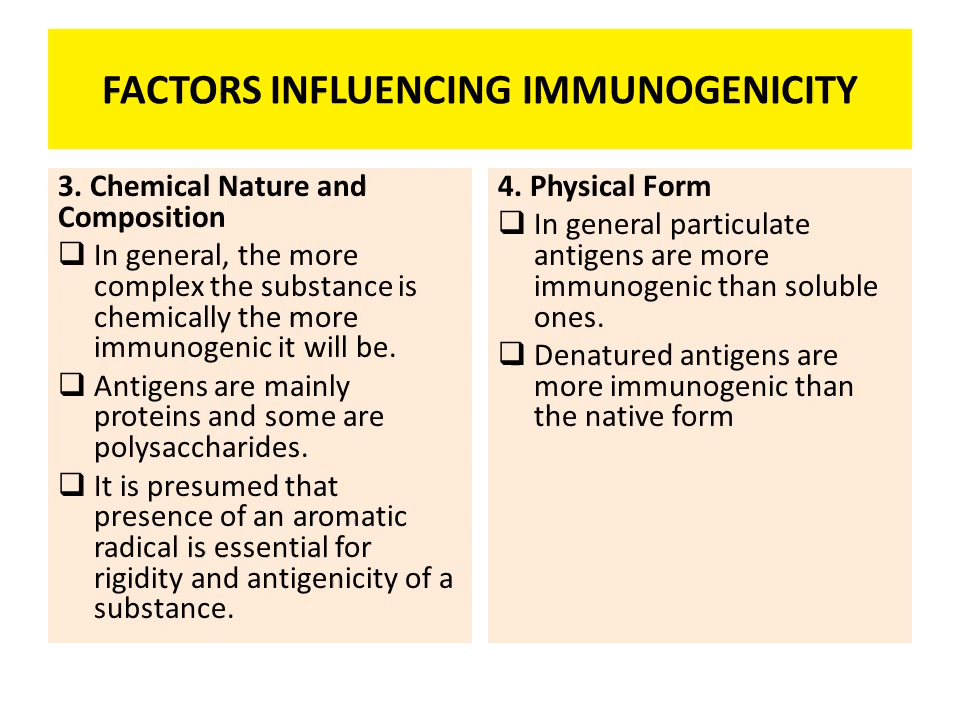 FACTORS INFLUENCING IMMUNOGENICITY
3. Chemical Nature and
Composition
❑ In general, the more
complex the substance is
chemically the more
immunogenic it will be.
❑ Antigens are mainly
proteins and some are
polysaccharides.
❑ It is presumed that
presence of an aromatic
radical is essential for
rigidity and antigenicity of a
substance.
4. Physical Form
❑ In general particulate
antigens are more
immunogenic than soluble
ones.
❑ Denatured antigens are
more immunogenic than
the native form